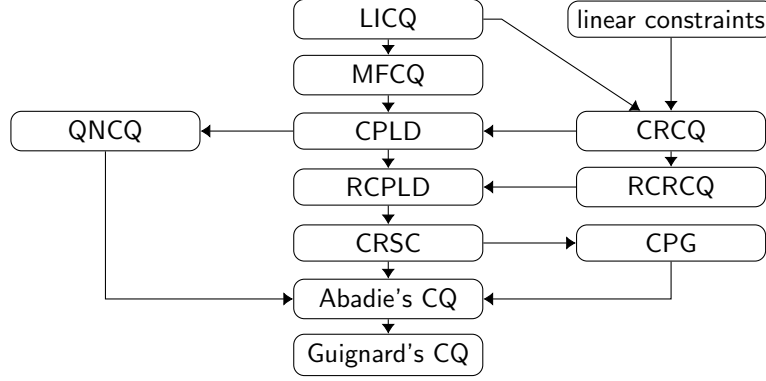 LICQ
linear constraints
MFCQ
QNCQ
CPLD
CRCQ
RCPLD
RCRCQ
CRSC
CPG
Abadie's CQ
Guignard's CQ